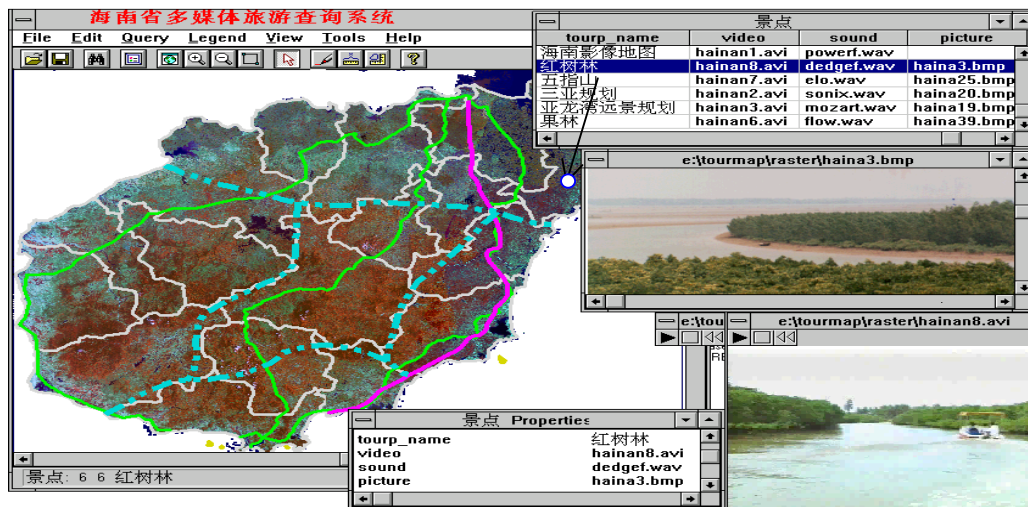 海南省多媒体旅游查询系统
File Edit Query Legend View Tools Help
景点
tourp_name video sound picture
海南影像地图 hainan1.avi powerf.wav
红树林 hainan8.avi dedgef.wav haina3.bmp
五指山 hainan7.avi elo.wav haina25.bmp
三亚规划 hainan2.avi sonix.wav haina20.bmp
亚龙湾远景规划 hainan3.avi mozart.wav haina19.bmp
果林 hainan6.avi flow.wav haina39.bmp
e:\tourmap\raster\haina3.bmp
e:\tou
e:\tourmap\raster\hainan8.avi
景点 Properties
tourp_name 红树林
video hainan8.avi
sound dedgef.wav
picture haina3.bmp
景点: 6 6 红树林